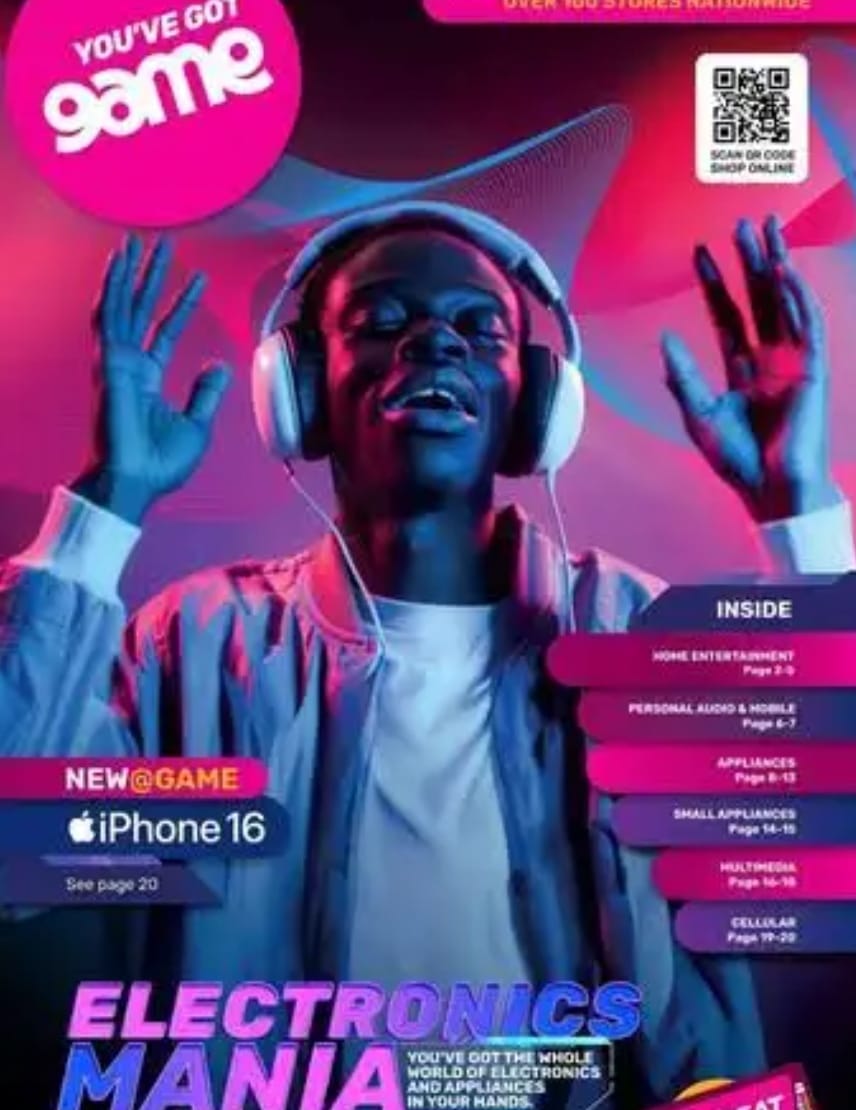 OVER 100 STORES NATIONWIDE
YOU'VE GOT
game
SCAN QR CODE
SHOP ONLINE
INSIDE
HOME ENTERTAINMENT
Page 2-5
PERSONAL AUDIO & MOBILE
Page 6-7
APPLIANCES
Page 8-13
SMALL APPLIANCES
Page 14-15
MULTIMEDIA
Page 16-18
CELLULAR
Page 19-20
NEW@GAME
iPhone 16
See page 20
ELECTRONICS
MANIA
YOU'VE GOT THE WHOLE
WORLD OF ELECTRONICS
AND APPLIANCES
IN YOUR HANDS.